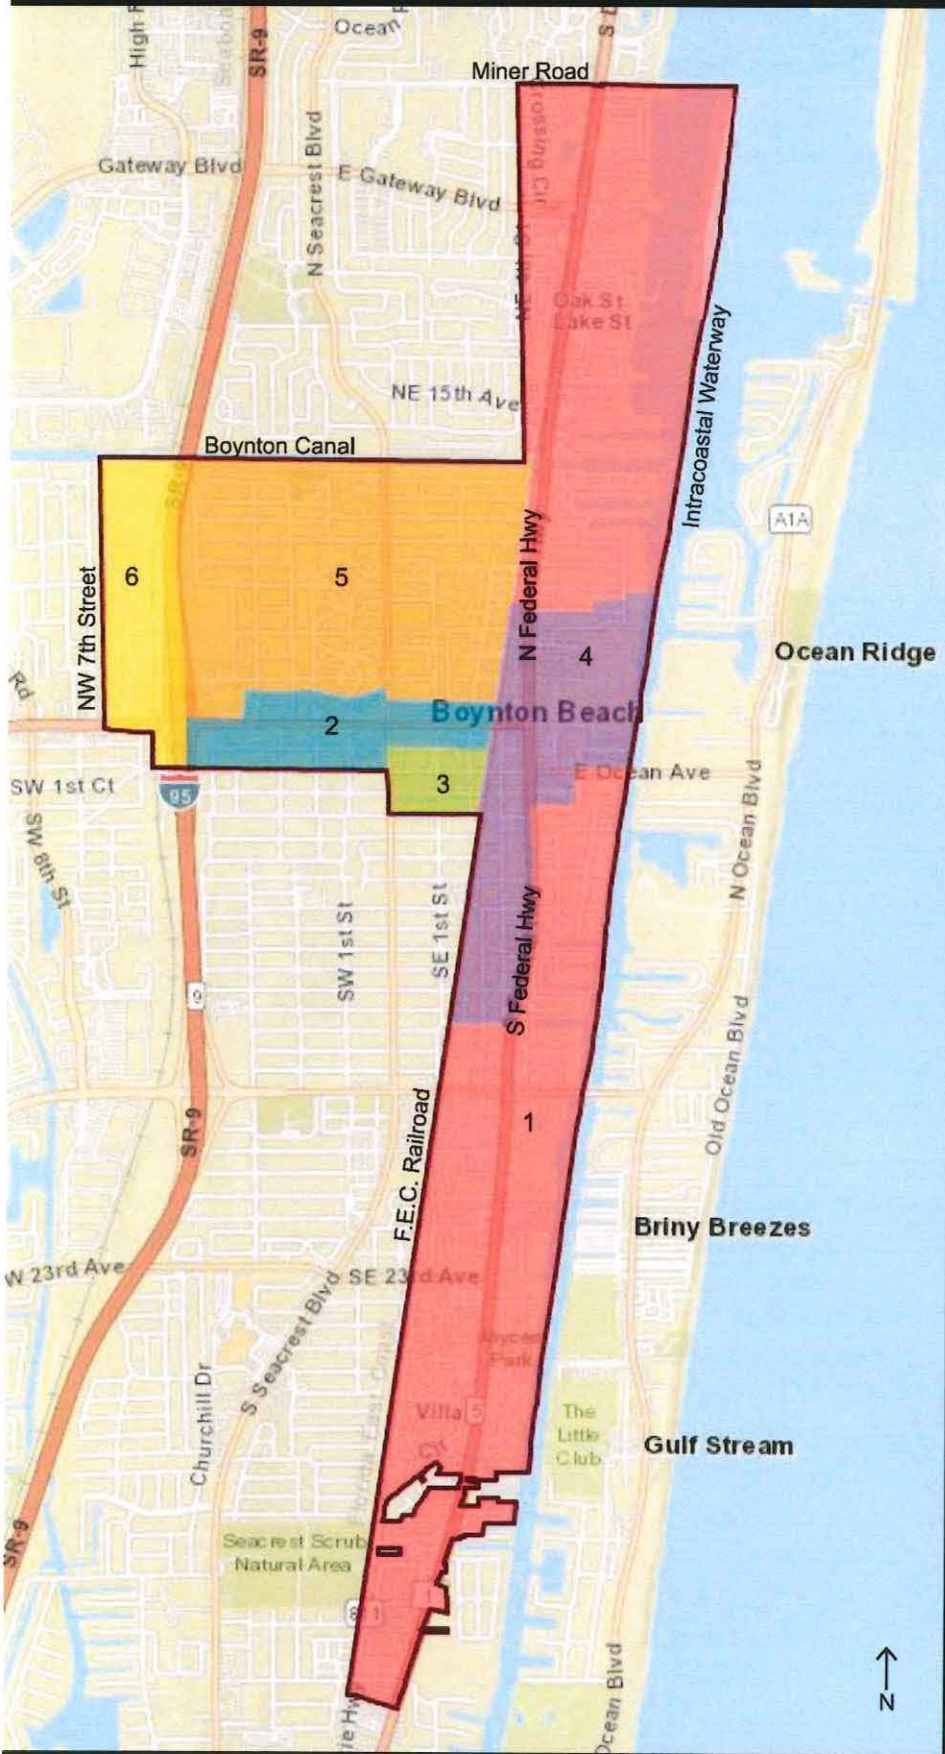 Ocean
SR-9
Miner Road
Gateway Blvd
N Seacrest Blvd
E Gateway Blvd
Oak St
Lake St
NE 15th Ave
Intracoastal Waterway
Boynton Canal
A1A
NW 7th Street
6
5
N Federal Hwy
4
Ocean Ridge
Rd
2
Boynton Beach
SW 1st Ct
95
3
E Ocean Ave
SW 8th St
N Ocean Blvd
SW 1st St
SE 1st St
S Federal Hwy
Old Ocean Blvd
1
SR-9
F.E.C. Railroad
Briny Breezes
W 23rd Ave
SE 23rd Ave
S Seacrest Blvd
Park
Churchill Dr
Villa
5
The
Little
Club
Gulf Stream
Cir
SR-9
Seacrest Scrub
Natural Area
Ocean Blvd
N